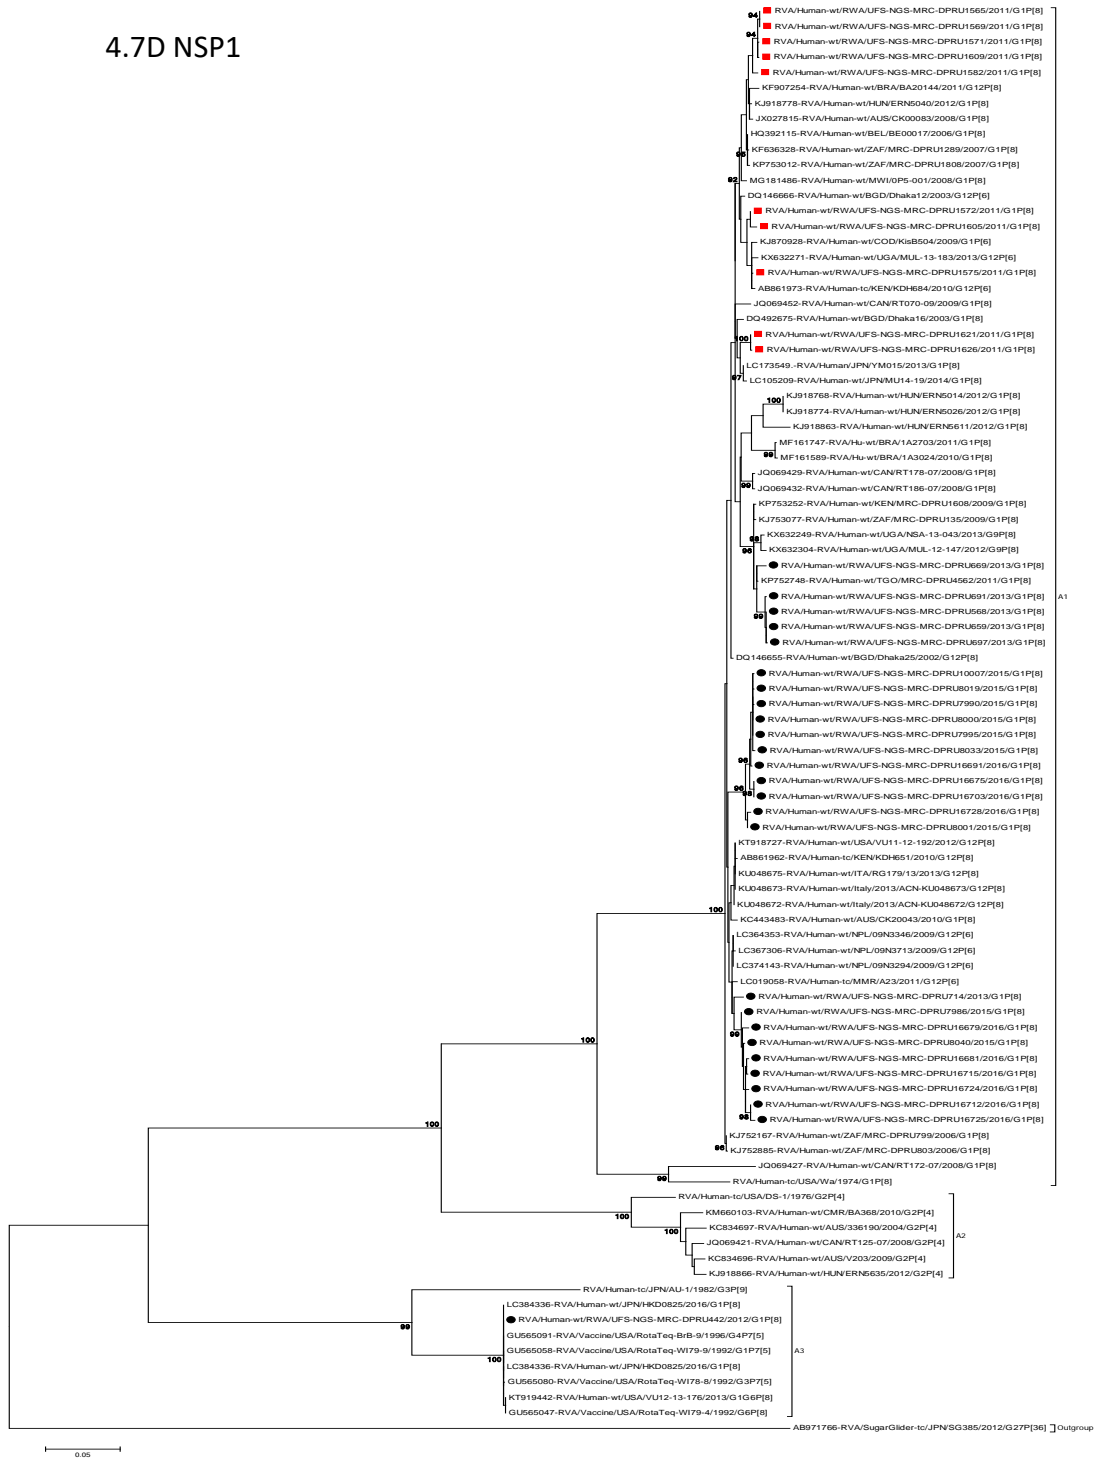 4.7D NSP1
94
RVA/Human-wt/RWA/UFS-NGS-MRC-DPRU1565/2011/G1P[8]
RVA/Human-wt/RWA/UFS-NGS-MRC-DPRU1569/2011/G1P[8]
94
RVA/Human-wt/RWA/UFS-NGS-MRC-DPRU1571/2011/G1P[8]
RVA/Human-wt/RWA/UFS-NGS-MRC-DPRU1609/2011/G1P[8]
RVA/Human-wt/RWA/UFS-NGS-MRC-DPRU1582/2011/G1P[8]
KF907254-RVA/Human-wt/BRA/BA20144/2011/G12P[8]
KJ918778-RVA/Human-wt/HUN/ERN5040/2012/G1P[8]
JX027815-RVA/Human-wt/AUS/CK00083/2008/G1P[8]
HQ392115-RVA/Human-wt/BEL/BE00017/2006/G1P[8]
KF636328-RVA/Human-wt/ZAF/MRC-DPRU1289/2007/G1P[8]
95
KP753012-RVA/Human-wt/ZAF/MRC-DPRU1808/2007/G1P[8]
92
MG181486-RVA/Human-wt/MWI/0P5-001/2008/G1P[8]
DQ146666-RVA/Human-wt/BGD/Dhaka12/2003/G12P[6]
RVA/Human-wt/RWA/UFS-NGS-MRC-DPRU1572/2011/G1P[8]
RVA/Human-wt/RWA/UFS-NGS-MRC-DPRU1605/2011/G1P[8]
KJ870928-RVA/Human-wt/COD/KisB504/2009/G1P[6]
KX632271-RVA/Human-wt/UGA/MUL-13-183/2013/G12P[6]
RVA/Human-wt/RWA/UFS-NGS-MRC-DPRU1575/2011/G1P[8]
AB861973-RVA/Human-tc/KEN/KDH684/2010/G12P[6]
JQ069452-RVA/Human-wt/CAN/RT070-09/2009/G1P[8]
DQ492675-RVA/Human-wt/BGD/Dhaka16/2003/G1P[8]
RVA/Human-wt/RWA/UFS-NGS-MRC-DPRU1621/2011/G1P[8]
100
RVA/Human-wt/RWA/UFS-NGS-MRC-DPRU1626/2011/G1P[8]
LC173549.-RVA/Human/JPN/YM015/2013/G1P[8]
97
LC105209-RVA/Human-wt/JPN/MU14-19/2014/G1P[8]
KJ918768-RVA/Human-wt/HUN/ERN5014/2012/G1P[8]
100
KJ918774-RVA/Human-wt/HUN/ERN5026/2012/G1P[8]
KJ918863-RVA/Human-wt/HUN/ERN5611/2012/G1P[8]
MF161747-RVA/Hu-wt/BRA/1A2703/2011/G1P[8]
99
MF161589-RVA/Hu-wt/BRA/1A3024/2010/G1P[8]
JQ069429-RVA/Human-wt/CAN/RT178-07/2008/G1P[8]
99
JQ069432-RVA/Human-wt/CAN/RT186-07/2008/G1P[8]
KP753252-RVA/Human-wt/KEN/MRC-DPRU1608/2009/G1P[8]
KJ753077-RVA/Human-wt/ZAF/MRC-DPRU135/2009/G1P[8]
KX632249-RVA/Human-wt/UGA/NSA-13-043/2013/G9P[8]
98
96
KX632304-RVA/Human-wt/UGA/MUL-12-147/2012/G9P[8]
RVA/Human-wt/RWA/UFS-NGS-MRC-DPRU669/2013/G1P[8]
KP752748-RVA/Human-wt/TGO/MRC-DPRU4562/2011/G1P[8]
RVA/Human-wt/RWA/UFS-NGS-MRC-DPRU691/2013/G1P[8]
A1
RVA/Human-wt/RWA/UFS-NGS-MRC-DPRU568/2013/G1P[8]
99
RVA/Human-wt/RWA/UFS-NGS-MRC-DPRU659/2013/G1P[8]
RVA/Human-wt/RWA/UFS-NGS-MRC-DPRU697/2013/G1P[8]
DQ146655-RVA/Human-wt/BGD/Dhaka25/2002/G12P[8]
RVA/Human-wt/RWA/UFS-NGS-MRC-DPRU10007/2015/G1P[8]
RVA/Human-wt/RWA/UFS-NGS-MRC-DPRU8019/2015/G1P[8]
RVA/Human-wt/RWA/UFS-NGS-MRC-DPRU7990/2015/G1P[8]
RVA/Human-wt/RWA/UFS-NGS-MRC-DPRU8000/2015/G1P[8]
RVA/Human-wt/RWA/UFS-NGS-MRC-DPRU7995/2015/G1P[8]
RVA/Human-wt/RWA/UFS-NGS-MRC-DPRU8033/2015/G1P[8]
96
RVA/Human-wt/RWA/UFS-NGS-MRC-DPRU16691/2016/G1P[8]
RVA/Human-wt/RWA/UFS-NGS-MRC-DPRU16675/2016/G1P[8]
96
98
RVA/Human-wt/RWA/UFS-NGS-MRC-DPRU16703/2016/G1P[8]
RVA/Human-wt/RWA/UFS-NGS-MRC-DPRU16728/2016/G1P[8]
RVA/Human-wt/RWA/UFS-NGS-MRC-DPRU8001/2015/G1P[8]
KT918727-RVA/Human-wt/USA/VU11-12-192/2012/G12P[8]
AB861962-RVA/Human-tc/KEN/KDH651/2010/G12P[8]
KU048675-RVA/Human-wt/ITA/RG179/13/2013/G12P[8]
KU048673-RVA/Human-wt/Italy/2013/ACN-KU048673/G12P[8]
KU048672-RVA/Human-wt/Italy/2013/ACN-KU048672/G12P[8]
100
KC443483-RVA/Human-wt/AUS/CK20043/2010/G1P[8]
LC364353-RVA/Human-wt/NPL/09N3346/2009/G12P[6]
LC367306-RVA/Human-wt/NPL/09N3713/2009/G12P[6]
LC374143-RVA/Human-wt/NPL/09N3294/2009/G12P[6]
LC019058-RVA/Human-tc/MMR/A23/2011/G12P[6]
RVA/Human-wt/RWA/UFS-NGS-MRC-DPRU714/2013/G1P[8]
RVA/Human-wt/RWA/UFS-NGS-MRC-DPRU7986/2015/G1P[8]
RVA/Human-wt/RWA/UFS-NGS-MRC-DPRU16679/2016/G1P[8]
99
RVA/Human-wt/RWA/UFS-NGS-MRC-DPRU8040/2015/G1P[8]
100
RVA/Human-wt/RWA/UFS-NGS-MRC-DPRU16681/2016/G1P[8]
RVA/Human-wt/RWA/UFS-NGS-MRC-DPRU16715/2016/G1P[8]
RVA/Human-wt/RWA/UFS-NGS-MRC-DPRU16724/2016/G1P[8]
RVA/Human-wt/RWA/UFS-NGS-MRC-DPRU16712/2016/G1P[8]
98
RVA/Human-wt/RWA/UFS-NGS-MRC-DPRU16725/2016/G1P[8]
100
KJ752167-RVA/Human-wt/ZAF/MRC-DPRU799/2006/G1P[8]
96
KJ752885-RVA/Human-wt/ZAF/MRC-DPRU803/2006/G1P[8]
JQ069427-RVA/Human-wt/CAN/RT172-07/2008/G1P[8]
99
RVA/Human-tc/USA/Wa/1974/G1P[8]
RVA/Human-tc/USA/DS-1/1976/G2P[4]
100
KM660103-RVA/Human-wt/CMR/BA368/2010/G2P[4]
KC834697-RVA/Human-wt/AUS/336190/2004/G2P[4]
100
A2
JQ069421-RVA/Human-wt/CAN/RT125-07/2008/G2P[4]
KC834696-RVA/Human-wt/AUS/V203/2009/G2P[4]
KJ918866-RVA/Human-wt/HUN/ERN5635/2012/G2P[4]
RVA/Human-tc/JPN/AU-1/1982/G3P[9]
LC384336-RVA/Human-wt/JPN/HKD0825/2016/G1P[8]
99
RVA/Human-wt/RWA/UFS-NGS-MRC-DPRU442/2012/G1P[8]
GU565091-RVA/Vaccine/USA/RotaTeq-BrB-9/1996/G4P7[5]
GU565058-RVA/Vaccine/USA/RotaTeq-WI79-9/1992/G1P7[5]
A3
100
LC384336-RVA/Human-wt/JPN/HKD0825/2016/G1P[8]
GU565080-RVA/Vaccine/USA/RotaTeq-WI78-8/1992/G3P7[5]
KT919442-RVA/Human-wt/USA/VU12-13-176/2013/G1G6P[8]
GU565047-RVA/Vaccine/USA/RotaTeq-WI79-4/1992/G6P[8]
AB971766-RVA/SugarGlider-tc/JPN/SG385/2012/G27P[36]
Outgroup
0.05